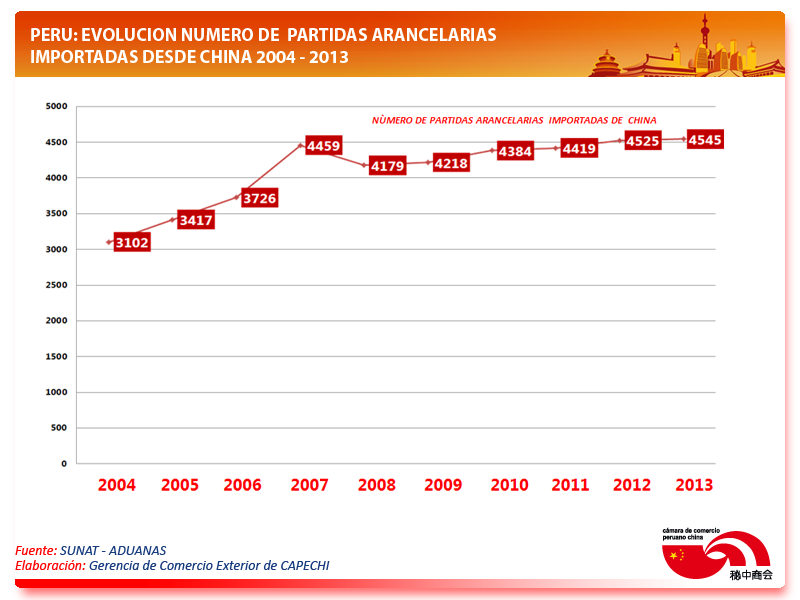 PERU: EVOLUCION NUMERO DE  PARTIDAS ARANCELARIAS
IMPORTADAS DESDE CHINA 2004 - 2013
NÙMERO DE PARTIDAS ARANCELARIAS  IMPORTADAS DE  CHINA
5000
4500
4000
3500
3000
2500
2000
1500
1000
500
0
3102
3417
3726
4459
4179
4218
4384
4419
4525
4545
2004 2005 2006 2007 2008 2009 2010 2011 2012 2013
Fuente: SUNAT - ADUANAS
Elaboración: Gerencia de Comercio Exterior de CAPECHI
cámara de comercio
peruano china
秘中商会